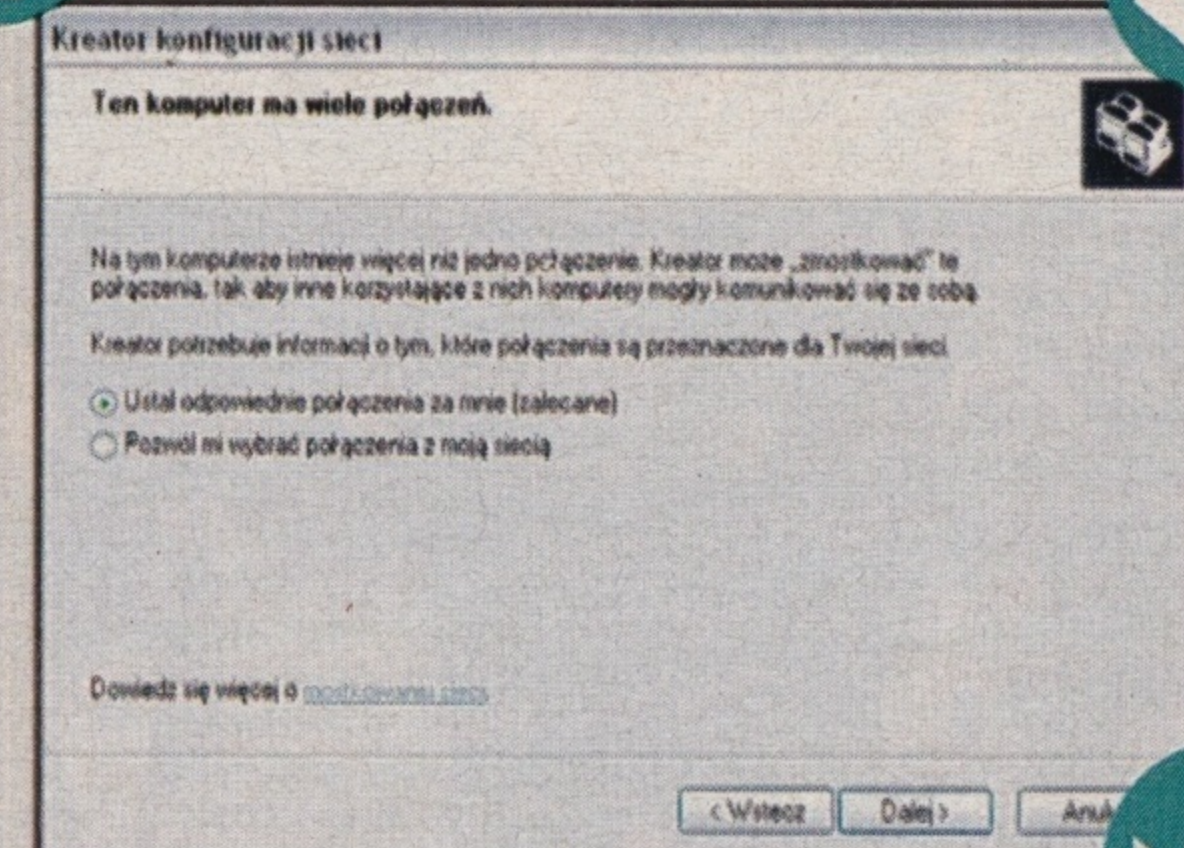 Kreator konfiguracji sieci
Ten komputer ma wiele połączeń.
Na tym komputerze istnieje więcej niż jedno połączenie. Kreator może „zmostkować” te
połączenia, tak aby inne korzystające z nich komputery mogły komunikować się ze sobą.
Kreator potrzebuje informacji o tym, które połączenia są przeznaczone dla Twojej sieci.
Ustal odpowiednie połączenia za mnie (zalecane)
Pozwól mi wybrać połączenia z moją siecią
Dowiedz się więcej o mostkowaniu sieci.
< Wstecz
Dalej >
Anul